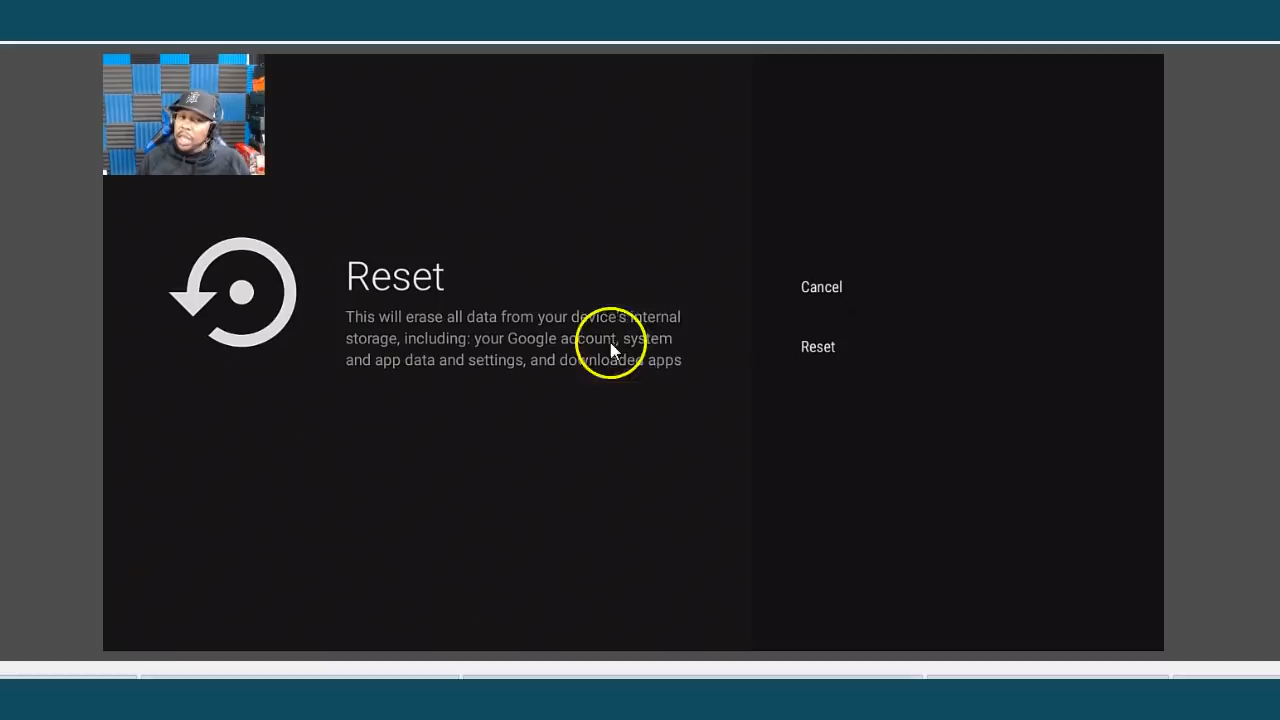 Reset
This will erase all data from your device's internal
storage, including: your Google account, system
and app data and settings, and downloaded apps
Cancel
Reset